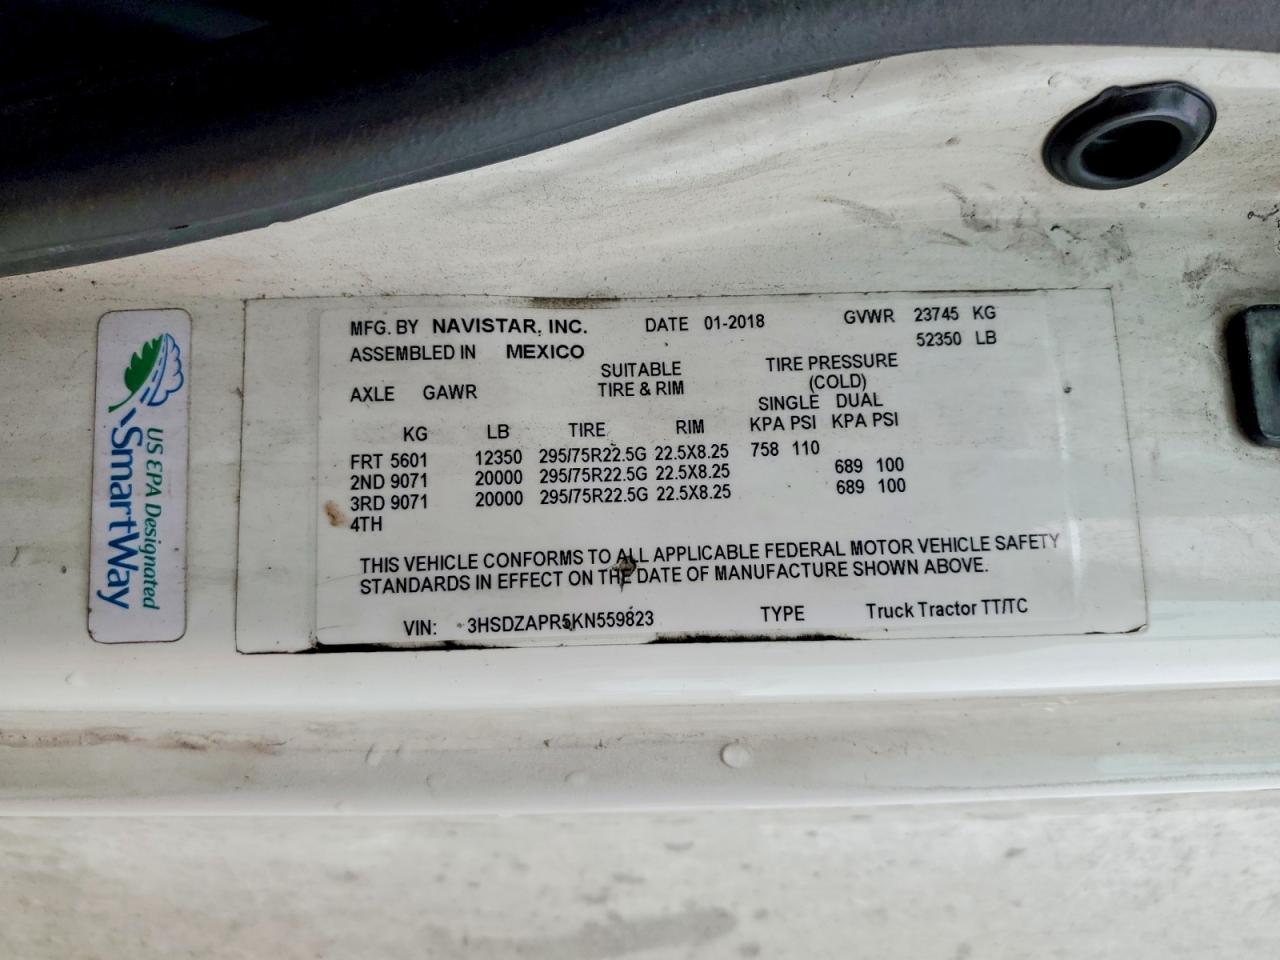 MFG. BY NAVISTAR, INC. DATE 01-2018 GVWR 23745 KG
52350 LB
ASSEMBLED IN MEXICO
SUITABLE TIRE PRESSURE
AXLE GAWR TIRE & RIM (COLD)
SINGLE DUAL
KG LB TIRE RIM KPA PSI KPA PSI
FRT 5601 12350 295/75R22.5G 22.5X8.25 758 110
2ND 9071 20000 295/75R22.5G 22.5X8.25 689 100
3RD 9071 20000 295/75R22.5G 22.5X8.25 689 100
4TH
THIS VEHICLE CONFORMS TO ALL APPLICABLE FEDERAL MOTOR VEHICLE SAFETY
STANDARDS IN EFFECT ON THE DATE OF MANUFACTURE SHOWN ABOVE.
VIN: 3HSDZAPR5KN559823 TYPE Truck Tractor TT/TC
US EPA Designated
SmartWay